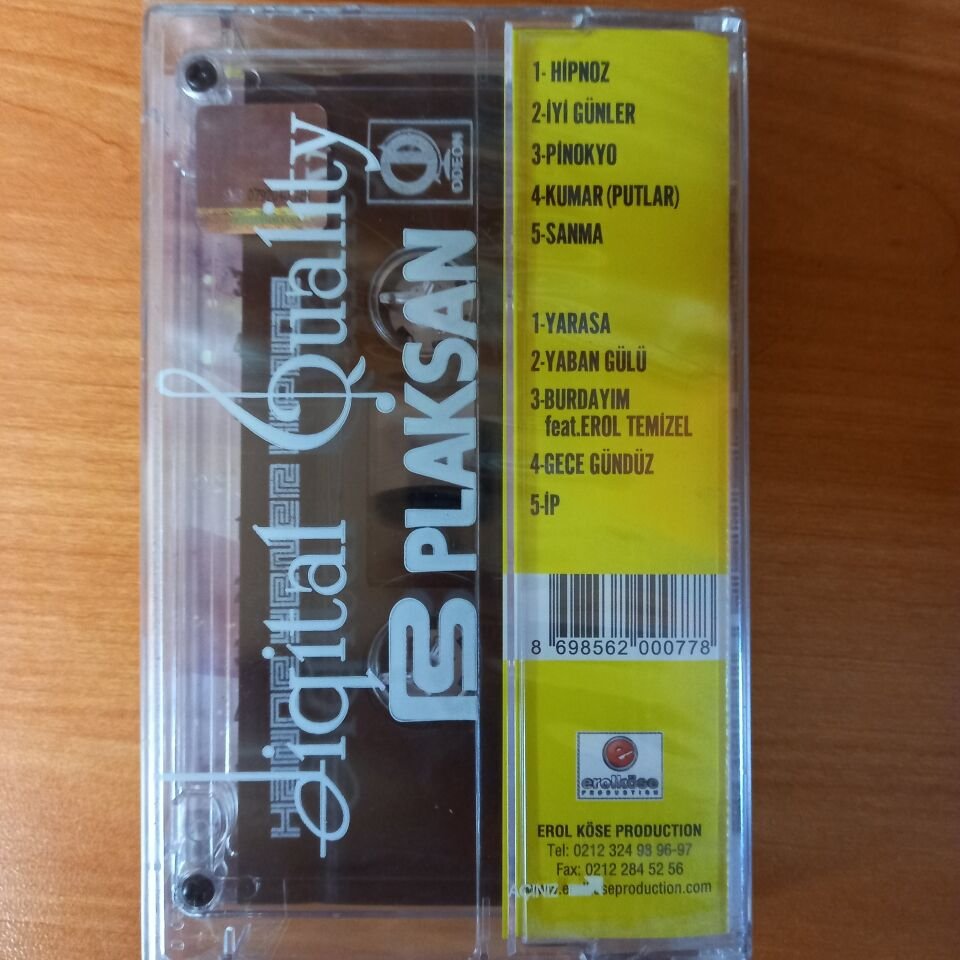 Digital Quality
ODEON
PLAKSAN
1- HİPNOZ
2-İYİ GÜNLER
3-PİNOKYO
4-KUMAR (PUTLAR)
5-SANMA
1-YARASA
2-YABAN GÜLÜ
3-BURDAYIM
feat.EROL TEMİZEL
4-GECE GÜNDÜZ
5-İP
8 698562 000778
e
erolköse
PRODUCTION
EROL KÖSE PRODUCTION
Tel: 0212 324 98 96-97
Fax: 0212 284 52 56
AÇINIZ